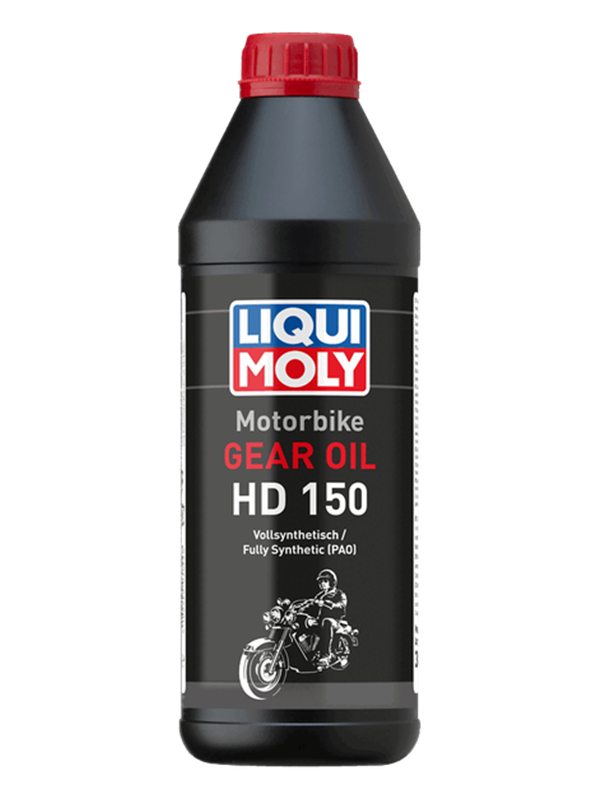 LIQUI
MOLY
Motorbike
GEAR OIL
HD 150
Vollsynthetisch /
Fully Synthetic (PAO)